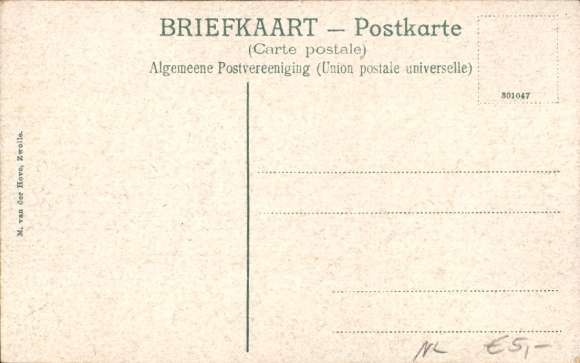 BRIEFKAART — Postkarte
(Carte postale)
Algemeene Postvereeniging (Union postale universelle)
301047
M. van der Hove, Zwolle.
NL €5,-